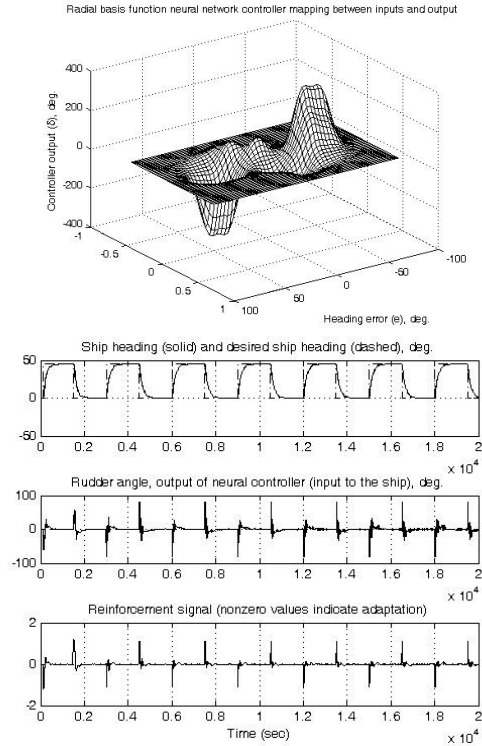 Radial basis function neural network controller mapping between inputs and output
Controller output (δ), deg.
400
200
0
-200
-400
-1
-0.5
0
0.5
1
100
50
0
-50
-100
Heading error (e), deg.
Ship heading (solid) and desired ship heading (dashed), deg.
50
0
-50
0 0.2 0.4 0.6 0.8 1 1.2 1.4 1.6 1.8 2
x 10^4
Rudder angle, output of neural controller (input to the ship), deg.
100
0
-100
0 0.2 0.4 0.6 0.8 1 1.2 1.4 1.6 1.8 2
x 10^4
Reinforcement signal (nonzero values indicate adaptation)
2
0
-2
0 0.2 0.4 0.6 0.8 1 1.2 1.4 1.6 1.8 2
Time (sec)
x 10^4